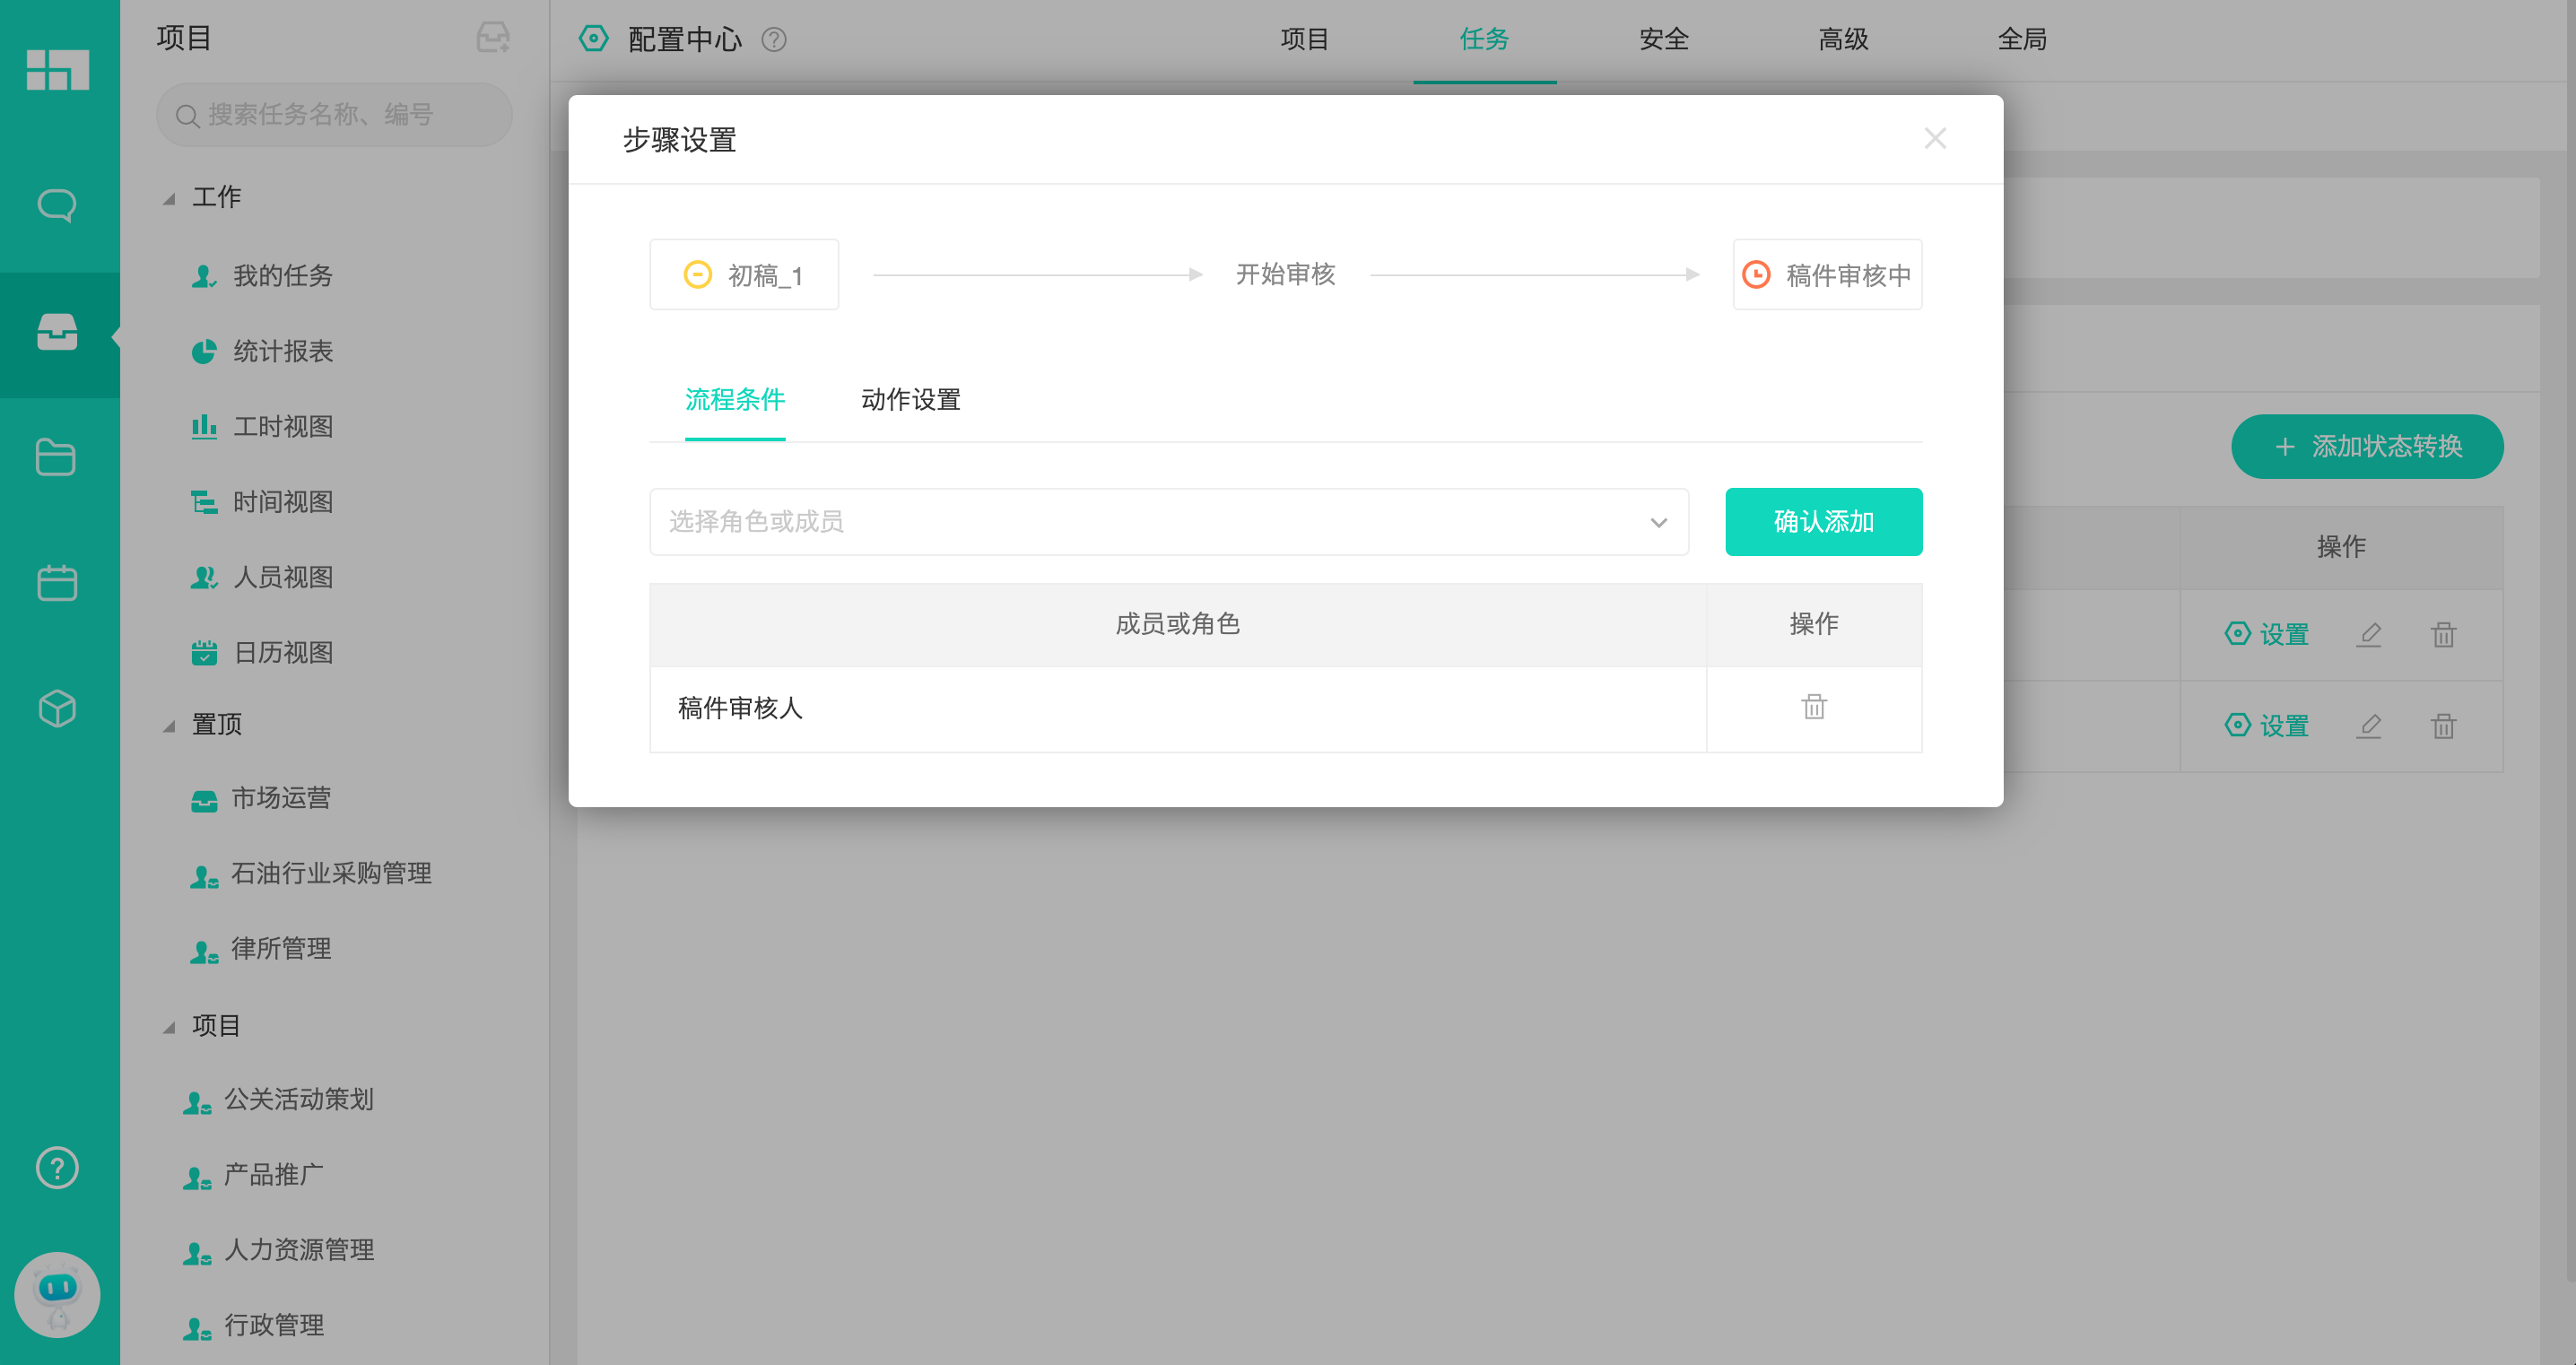 项目
搜索任务名称、编号
工作
我的任务
统计报表
工时视图
时间视图
人员视图
日历视图
置顶
市场运营
石油行业采购管理
律所管理
项目
公关活动策划
产品推广
人力资源管理
行政管理
配置中心
项目 任务 安全 高级 全局
步骤设置
初稿_1 开始审核 稿件审核中
流程条件 动作设置
选择角色或成员 确认添加
成员或角色 操作
稿件审核人
+ 添加状态转换
操作
设置
设置